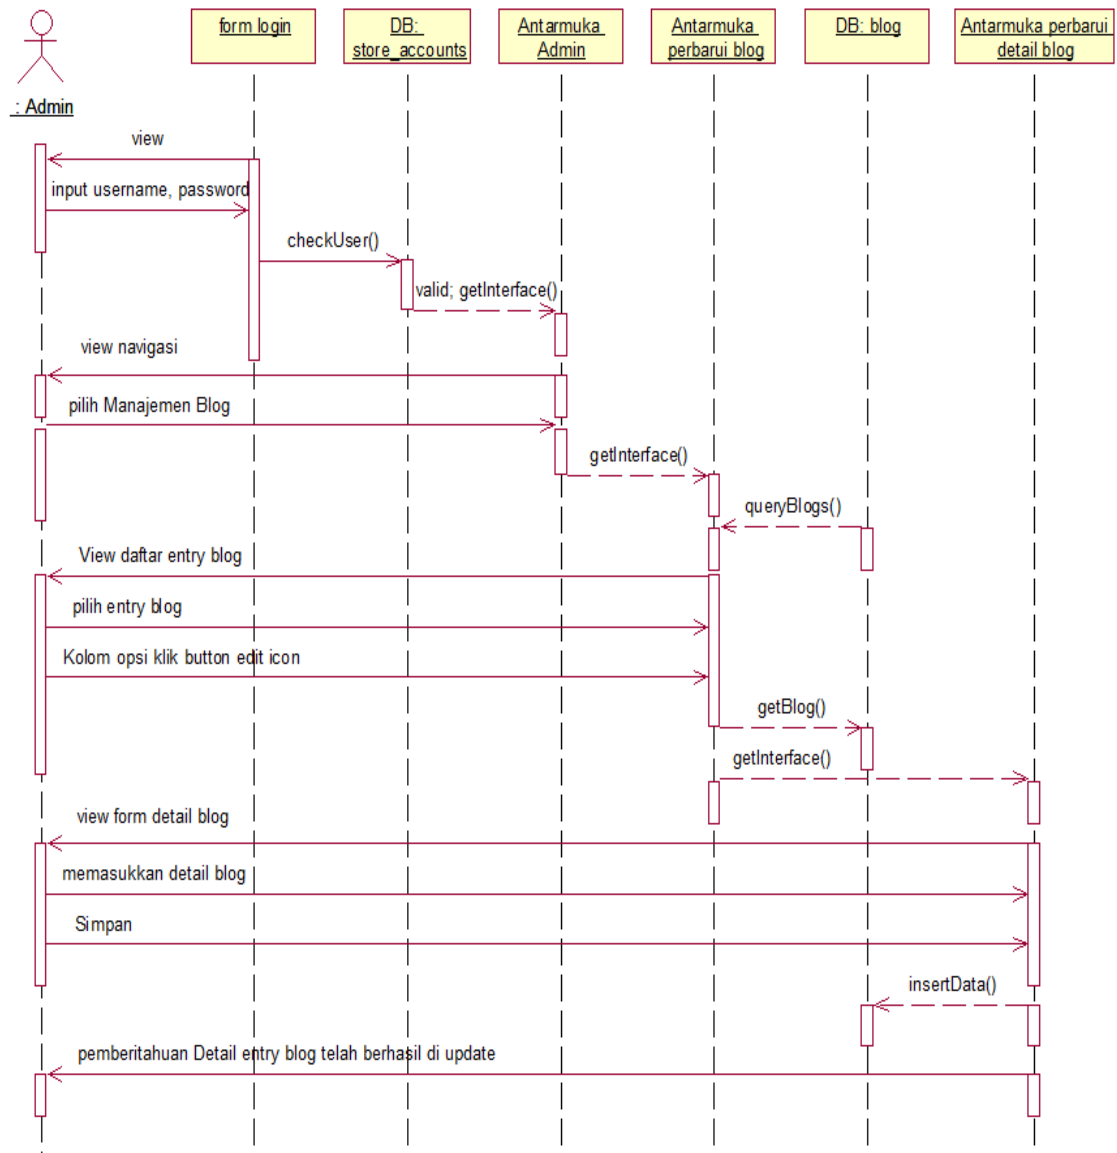 form login
DB:
store_accounts
Antarmuka
Admin
Antarmuka
perbarui blog
DB: blog
Antarmuka perbarui
detail blog
: Admin
view
input username, password
checkUser()
valid; getInterface()
view navigasi
pilih Manajemen Blog
getInterface()
queryBlogs()
View daftar entry blog
pilih entry blog
Kolom opsi klik button edit icon
getBlog()
getInterface()
view form detail blog
memasukkan detail blog
Simpan
insertData()
pemberitahuan Detail entry blog telah berhasil di update